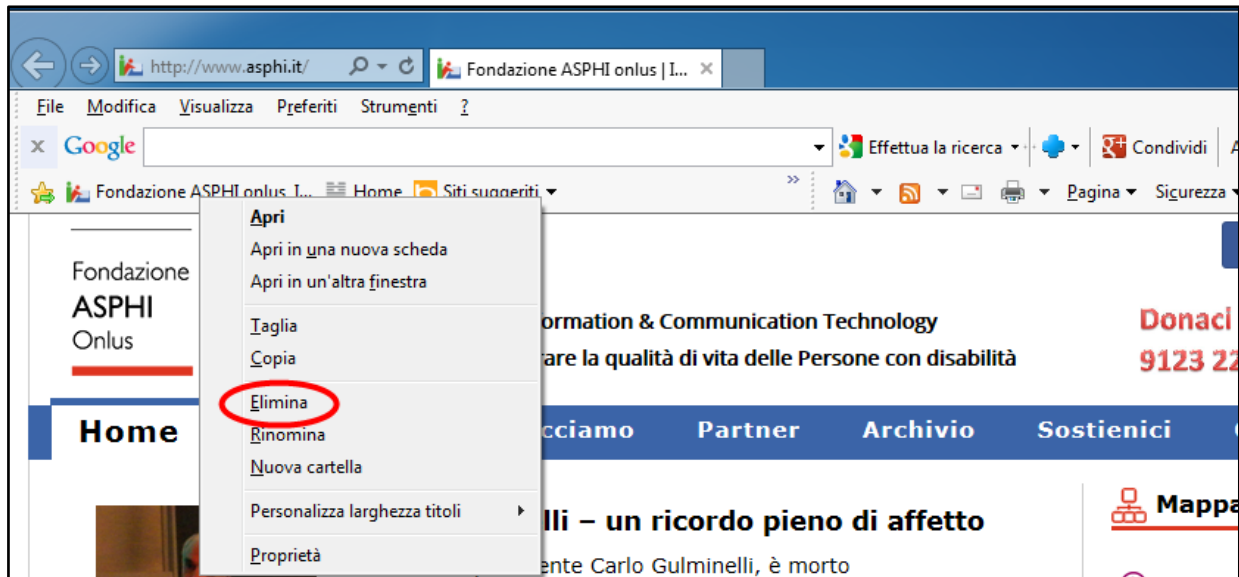 http://www.asphi.it/ Fondazione ASPHI onlus | I...
File Modifica Visualizza Preferiti Strumenti ?
x Google Effettua la ricerca Condividi
Fondazione ASPHI onlus I... Home Siti suggeriti » Pagina Sicurezza
Apri
Apri in una nuova scheda
Apri in un'altra finestra
Taglia
Copia
Elimina
Rinomina
Nuova cartella
Personalizza larghezza titoli
Proprietà
Fondazione
ASPHI
Onlus
ormation & Communication Technology
rare la qualità di vita delle Persone con disabilità
Donaci
9123 22
Home cciamo Partner Archivio Sostienici
lli – un ricordo pieno di affetto
ente Carlo Gulminelli, è morto
Mappa